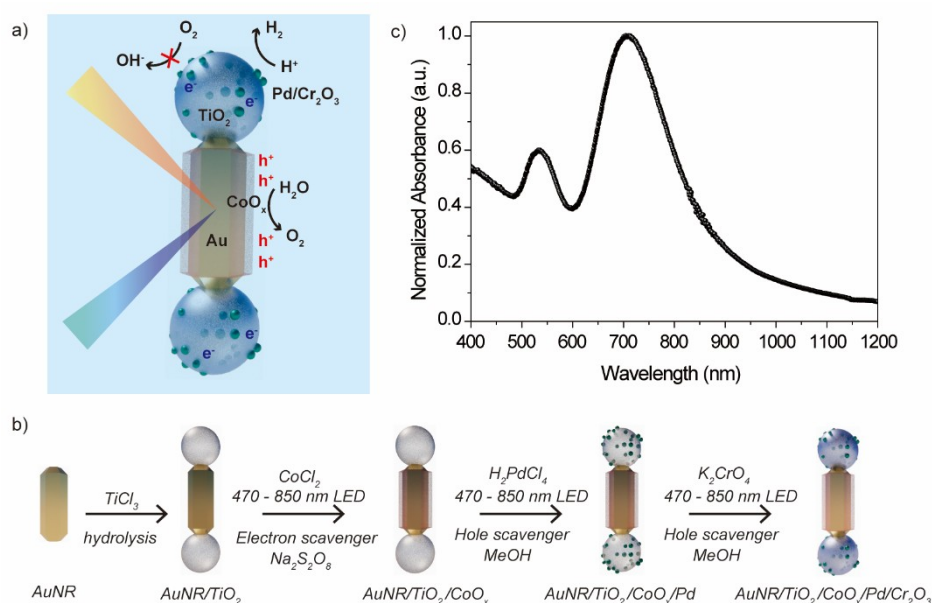 a)
O₂
H₂
OH⁻
H⁺
e⁻
e⁻
Pd/Cr₂O₃
TiO₂
h⁺
h⁺
H₂O
CoOₓ
Au
h⁺
O₂
h⁺
e⁻
e⁻
c)
Normalized Absorbance (a.u.)
1.0
0.8
0.6
0.4
0.2
0.0
400 500 600 700 800 900 1000 1100 1200
Wavelength (nm)
b)
TiCl₃
hydrolysis
CoCl₂
470 - 850 nm LED
Electron scavenger
Na₂S₂O₈
H₂PdCl₄
470 - 850 nm LED
Hole scavenger
MeOH
K₂CrO₄
470 - 850 nm LED
Hole scavenger
MeOH
AuNR
AuNR/TiO₂
AuNR/TiO₂/CoOₓ
AuNR/TiO₂/CoOₓ/Pd
AuNR/TiO₂/CoOₓ/Pd/Cr₂O₃